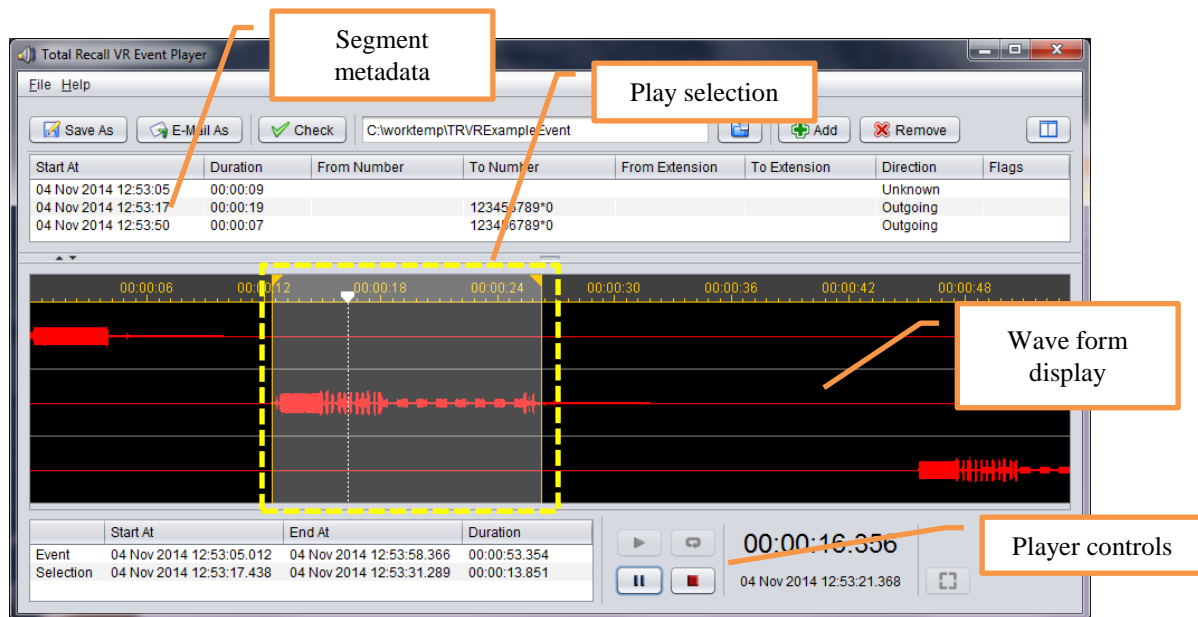 Segment
metadata
Total Recall VR Event Player
Play selection
File Help
Save As E-Mail As Check C:\worktemp\TRVRExampleEvent Add Remove
Start At Duration From Number To Number From Extension To Extension Direction Flags
04 Nov 2014 12:53:05 00:00:09 Unknown
04 Nov 2014 12:53:17 00:00:19 123456789*0 Outgoing
04 Nov 2014 12:53:50 00:00:07 123456789*0 Outgoing
00:00:06 00:00:12 00:00:18 00:00:24 00:00:30 00:00:36 00:00:42 00:00:48
Wave form
display
Start At End At Duration
Event 04 Nov 2014 12:53:05.012 04 Nov 2014 12:53:58.366 00:00:53.354
Selection 04 Nov 2014 12:53:17.438 04 Nov 2014 12:53:31.289 00:00:13.851
00:00:16.356
04 Nov 2014 12:53:21.368
Player controls